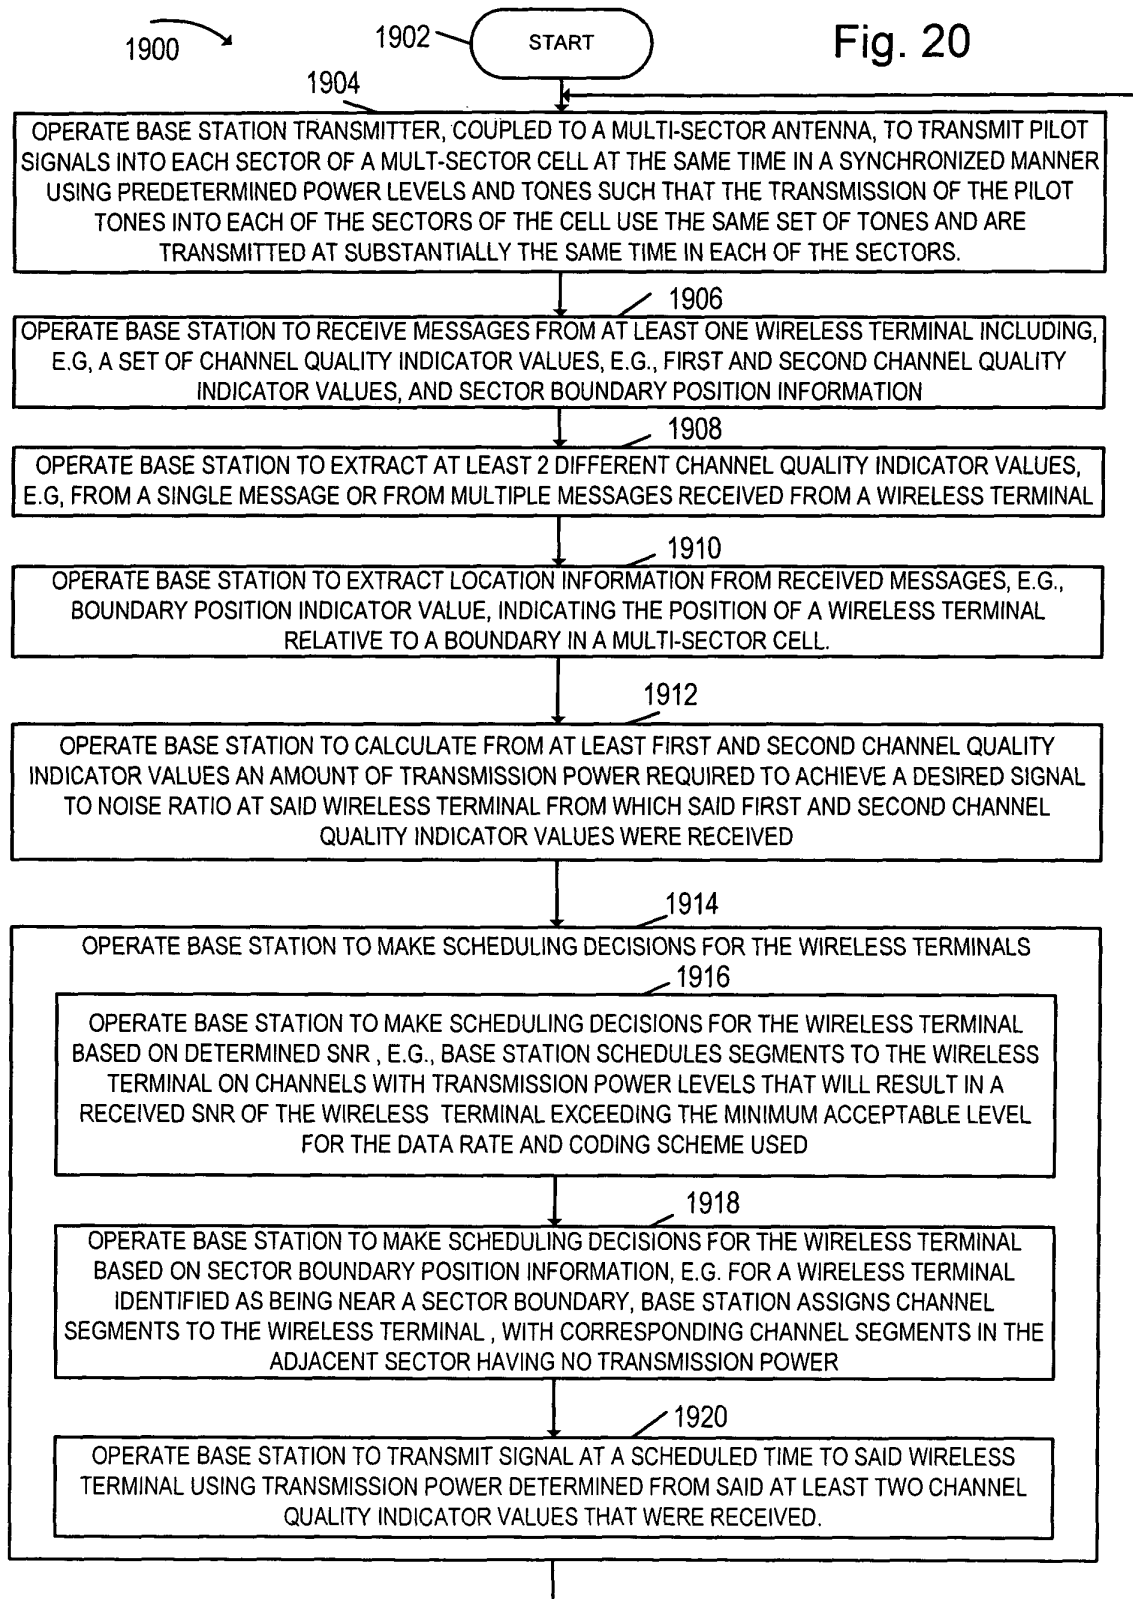 1900
1902
START
Fig. 20
1904
OPERATE BASE STATION TRANSMITTER, COUPLED TO A MULTI-SECTOR ANTENNA, TO TRANSMIT PILOT
SIGNALS INTO EACH SECTOR OF A MULT-SECTOR CELL AT THE SAME TIME IN A SYNCHRONIZED MANNER
USING PREDETERMINED POWER LEVELS AND TONES SUCH THAT THE TRANSMISSION OF THE PILOT
TONES INTO EACH OF THE SECTORS OF THE CELL USE THE SAME SET OF TONES AND ARE
TRANSMITTED AT SUBSTANTIALLY THE SAME TIME IN EACH OF THE SECTORS.
1906
OPERATE BASE STATION TO RECEIVE MESSAGES FROM AT LEAST ONE WIRELESS TERMINAL INCLUDING,
E.G, A SET OF CHANNEL QUALITY INDICATOR VALUES, E.G., FIRST AND SECOND CHANNEL QUALITY
INDICATOR VALUES, AND SECTOR BOUNDARY POSITION INFORMATION
1908
OPERATE BASE STATION TO EXTRACT AT LEAST 2 DIFFERENT CHANNEL QUALITY INDICATOR VALUES,
E.G, FROM A SINGLE MESSAGE OR FROM MULTIPLE MESSAGES RECEIVED FROM A WIRELESS TERMINAL
1910
OPERATE BASE STATION TO EXTRACT LOCATION INFORMATION FROM RECEIVED MESSAGES, E.G.,
BOUNDARY POSITION INDICATOR VALUE, INDICATING THE POSITION OF A WIRELESS TERMINAL
RELATIVE TO A BOUNDARY IN A MULTI-SECTOR CELL.
1912
OPERATE BASE STATION TO CALCULATE FROM AT LEAST FIRST AND SECOND CHANNEL QUALITY
INDICATOR VALUES AN AMOUNT OF TRANSMISSION POWER REQUIRED TO ACHIEVE A DESIRED SIGNAL
TO NOISE RATIO AT SAID WIRELESS TERMINAL FROM WHICH SAID FIRST AND SECOND CHANNEL
QUALITY INDICATOR VALUES WERE RECEIVED
1914
OPERATE BASE STATION TO MAKE SCHEDULING DECISIONS FOR THE WIRELESS TERMINALS
1916
OPERATE BASE STATION TO MAKE SCHEDULING DECISIONS FOR THE WIRELESS TERMINAL
BASED ON DETERMINED SNR , E.G., BASE STATION SCHEDULES SEGMENTS TO THE WIRELESS
TERMINAL ON CHANNELS WITH TRANSMISSION POWER LEVELS THAT WILL RESULT IN A
RECEIVED SNR OF THE WIRELESS TERMINAL EXCEEDING THE MINIMUM ACCEPTABLE LEVEL
FOR THE DATA RATE AND CODING SCHEME USED
1918
OPERATE BASE STATION TO MAKE SCHEDULING DECISIONS FOR THE WIRELESS TERMINAL
BASED ON SECTOR BOUNDARY POSITION INFORMATION, E.G. FOR A WIRELESS TERMINAL
IDENTIFIED AS BEING NEAR A SECTOR BOUNDARY, BASE STATION ASSIGNS CHANNEL
SEGMENTS TO THE WIRELESS TERMINAL , WITH CORRESPONDING CHANNEL SEGMENTS IN THE
ADJACENT SECTOR HAVING NO TRANSMISSION POWER
1920
OPERATE BASE STATION TO TRANSMIT SIGNAL AT A SCHEDULED TIME TO SAID WIRELESS
TERMINAL USING TRANSMISSION POWER DETERMINED FROM SAID AT LEAST TWO CHANNEL
QUALITY INDICATOR VALUES THAT WERE RECEIVED.